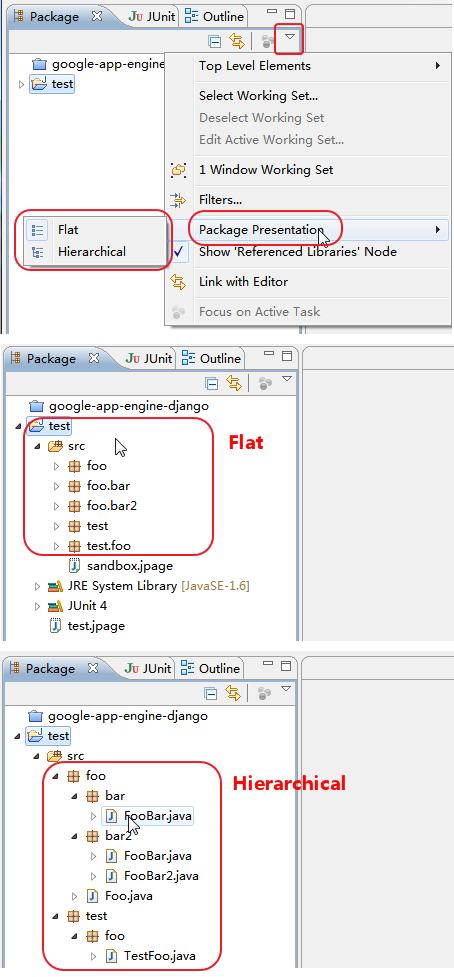 Package JUnit Outline
google-app-engine
Top Level Elements
test
Select Working Set...
Deselect Working Set
Edit Active Working Set...
1 Window Working Set
Filters...
Flat
Package Presentation
Hierarchical
Show 'Referenced Libraries' Node
Link with Editor
Focus on Active Task
Package JUnit Outline
google-app-engine-django
test
Flat
src
foo
foo.bar
foo.bar2
test
test.foo
sandbox.jpage
JRE System Library [JavaSE-1.6]
JUnit 4
test.jpage
Package JUnit Outline
google-app-engine-django
test
src
foo
Hierarchical
bar
FooBar.java
bar2
FooBar.java
FooBar2.java
Foo.java
test
foo
TestFoo.java